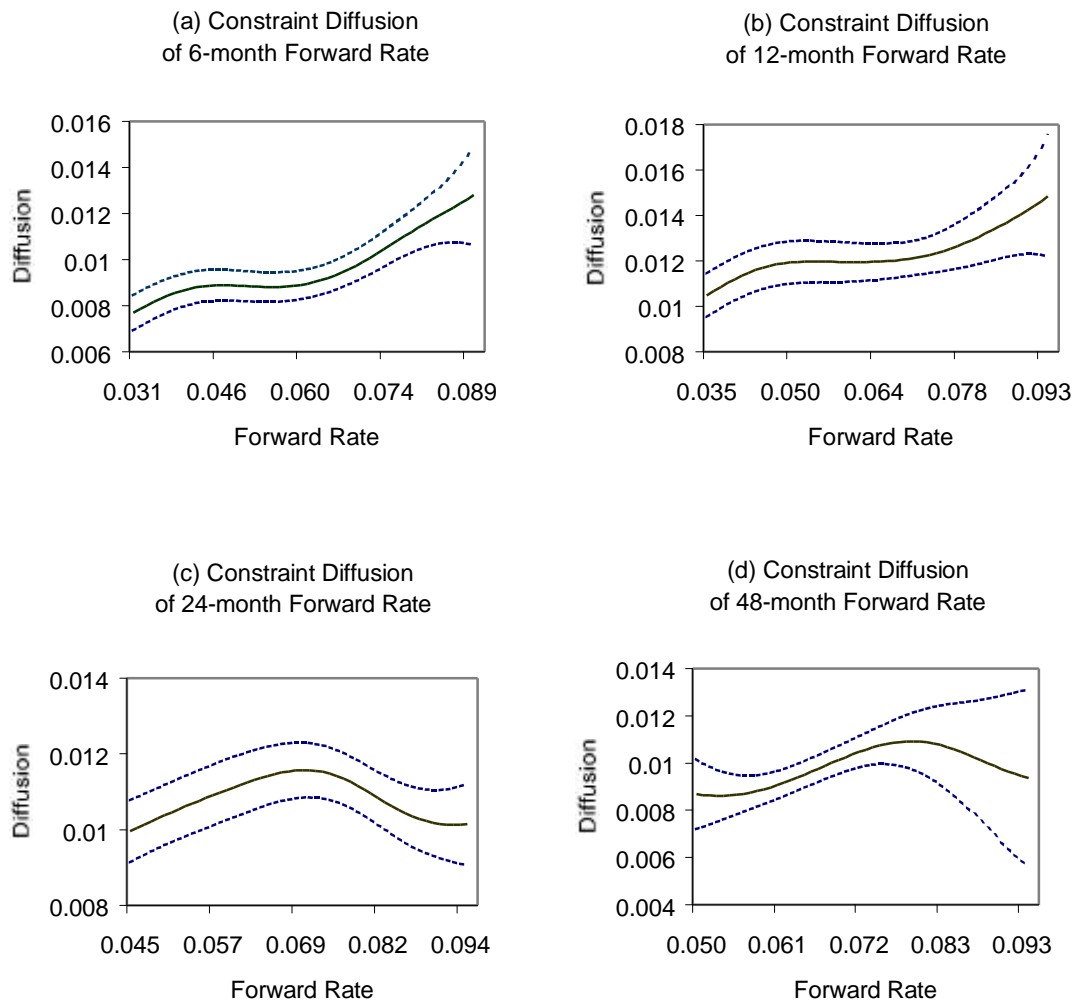 (a) Constraint Diffusion
of 6-month Forward Rate
0.016
0.014
0.012
0.01
0.008
0.006
Diffusion
0.031 0.046 0.060 0.074 0.089
Forward Rate
(b) Constraint Diffusion
of 12-month Forward Rate
0.018
0.016
0.014
0.012
0.01
0.008
Diffusion
0.035 0.050 0.064 0.078 0.093
Forward Rate
(c) Constraint Diffusion
of 24-month Forward Rate
0.014
0.012
0.01
0.008
Diffusion
0.045 0.057 0.069 0.082 0.094
Forward Rate
(d) Constraint Diffusion
of 48-month Forward Rate
0.014
0.012
0.01
0.008
0.006
0.004
Diffusion
0.050 0.061 0.072 0.083 0.093
Forward Rate